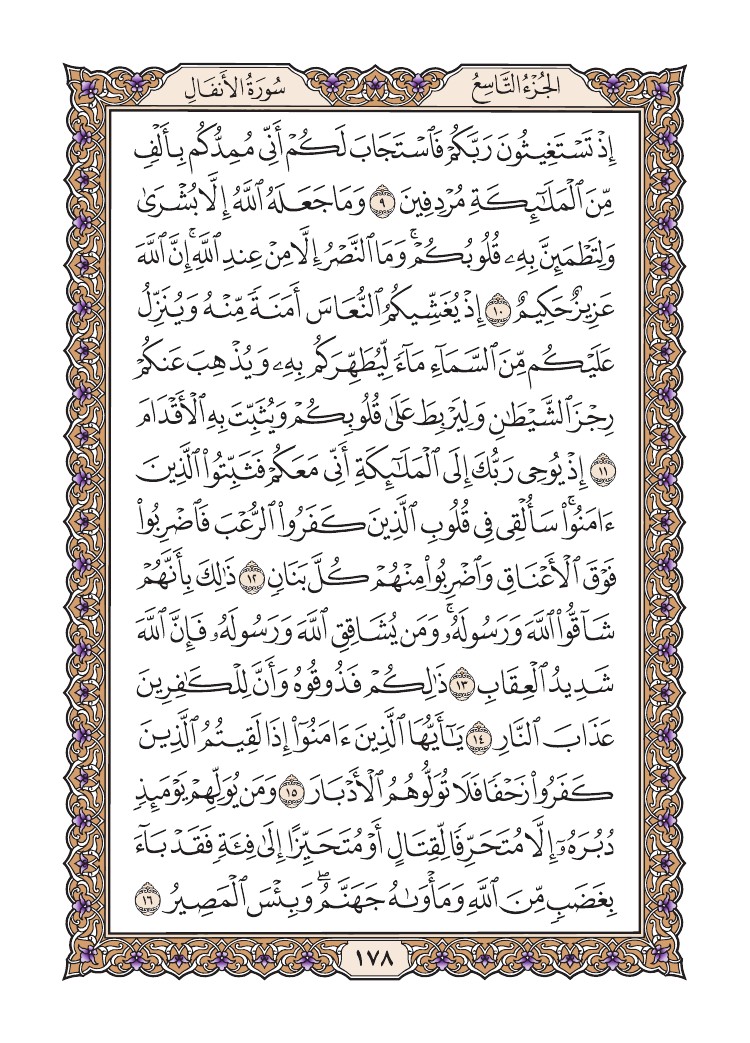 الجُزْءُ التَّاسِعُ
سُورَةُ الأَنفَالِ
إِذْ تَسْتَغِيثُونَ رَبَّكُمْ فَٱسْتَجَابَ لَكُمْ أَنِّى مُمِدُّكُم بِأَلْفٍ
مِّنَ ٱلْمَلَٰٓئِكَةِ مُرْدِفِينَ ٩ وَمَا جَعَلَهُ ٱللَّهُ إِلَّا بُشْرَىٰ
وَلِتَطْمَئِنَّ بِهِۦ قُلُوبُكُمْ ۚ وَمَا ٱلنَّصْرُ إِلَّا مِنْ عِندِ ٱللَّهِ ۚ إِنَّ ٱللَّهَ
عَزِيزٌ حَكِيمٌ ١٠ إِذْ يُغَشِّيكُمُ ٱلنُّعَاسَ أَمَنَةً مِّنْهُ وَيُنَزِّلُ
عَلَيْكُم مِّنَ ٱلسَّمَآءِ مَآءً لِّيُطَهِّرَكُم بِهِۦ وَيُذْهِبَ عَنكُمْ
رِجْزَ ٱلشَّيْطَٰنِ وَلِيَرْبِطَ عَلَىٰ قُلُوبِكُمْ وَيُثَبِّتَ بِهِ ٱلْأَقْدَامَ
١١ إِذْ يُوحِى رَبُّكَ إِلَى ٱلْمَلَٰٓئِكَةِ أَنِّى مَعَكُمْ فَثَبِّتُوا۟ ٱلَّذِينَ
ءَامَنُوا۟ ۚ سَأُلْقِى فِى قُلُوبِ ٱلَّذِينَ كَفَرُوا۟ ٱلرُّعْبَ فَٱضْرِبُوا۟
فَوْقَ ٱلْأَعْنَاقِ وَٱضْرِبُوا۟ مِنْهُمْ كُلَّ بَنَانٍ ١٢ ذَٰلِكَ بِأَنَّهُمْ
شَآقُّوا۟ ٱللَّهَ وَرَسُولَهُۥ ۚ وَمَن يُشَاقِقِ ٱللَّهَ وَرَسُولَهُۥ فَإِنَّ ٱللَّهَ
شَدِيدُ ٱلْعِقَابِ ١٣ ذَٰلِكُمْ فَذُوقُوهُ وَأَنَّ لِلْكَٰفِرِينَ
عَذَابَ ٱلنَّارِ ١٤ يَٰٓأَيُّهَا ٱلَّذِينَ ءَامَنُوٓا۟ إِذَا لَقِيتُمُ ٱلَّذِينَ
كَفَرُوا۟ زَحْفًا فَلَا تُوَلُّوهُمُ ٱلْأَدْبَارَ ١٥ وَمَن يُوَلِّهِمْ يَوْمَئِذٍ
دُبُرَهُۥٓ إِلَّا مُتَحَرِّفًا لِّقِتَالٍ أَوْ مُتَحَيِّزًا إِلَىٰ فِئَةٍ فَقَدْ بَآءَ
بِغَضَبٍ مِّنَ ٱللَّهِ وَمَأْوَىٰهُ جَهَنَّمُ ۖ وَبِئْسَ ٱلْمَصِيرُ ١٦
١٧٨